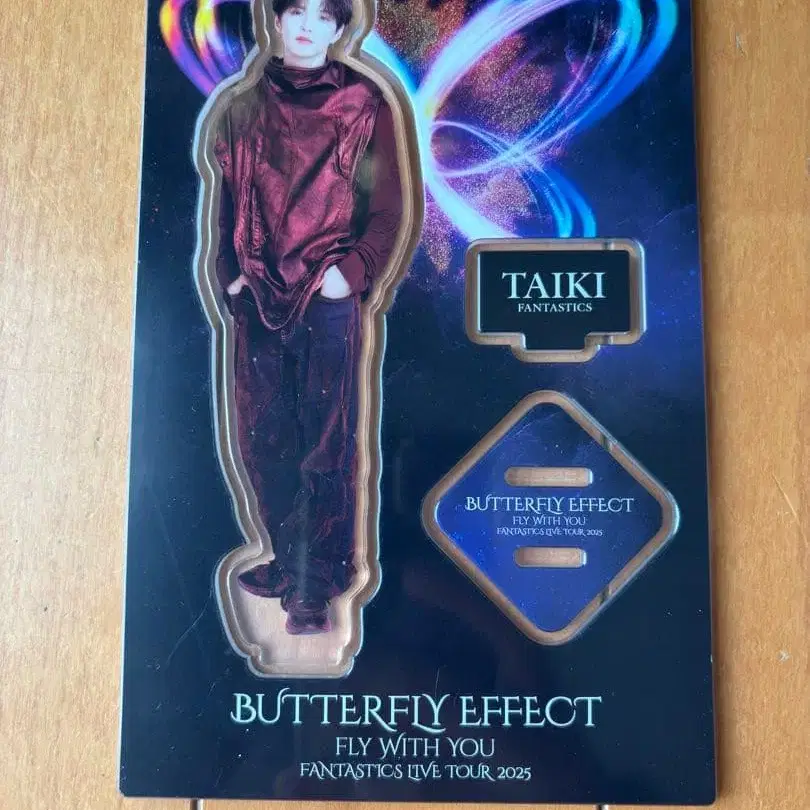 TAIKI
FANTASTICS
BUTTERFLY EFFECT
FLY WITH YOU
FANTASTICS LIVE TOUR 2025
BUTTERFLY EFFECT
FLY WITH YOU
FANTASTICS LIVE TOUR 2025